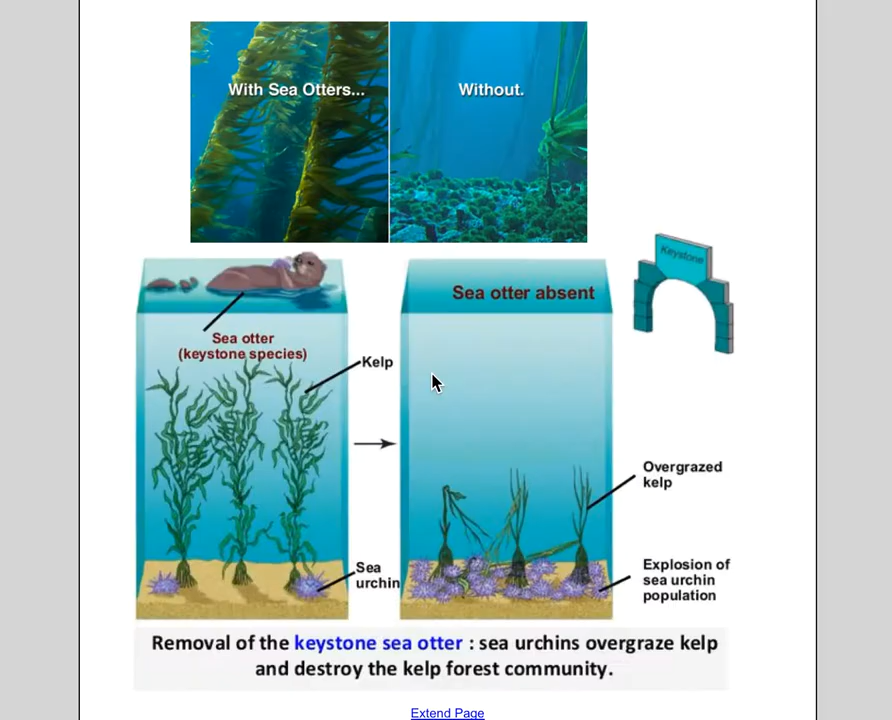 With Sea Otters...
Without.
Keystone
Sea otter absent
Sea otter
(keystone species)
Kelp
Overgrazed
kelp
Sea
urchin
Explosion of
sea urchin
population
Removal of the keystone sea otter : sea urchins overgraze kelp
and destroy the kelp forest community.
Extend Page